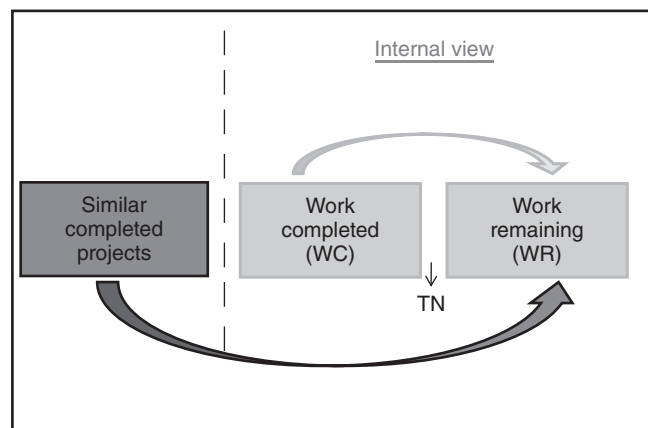 Internal view
Similar
completed
projects
Work
completed
(WC)
Work
remaining
(WR)
TN